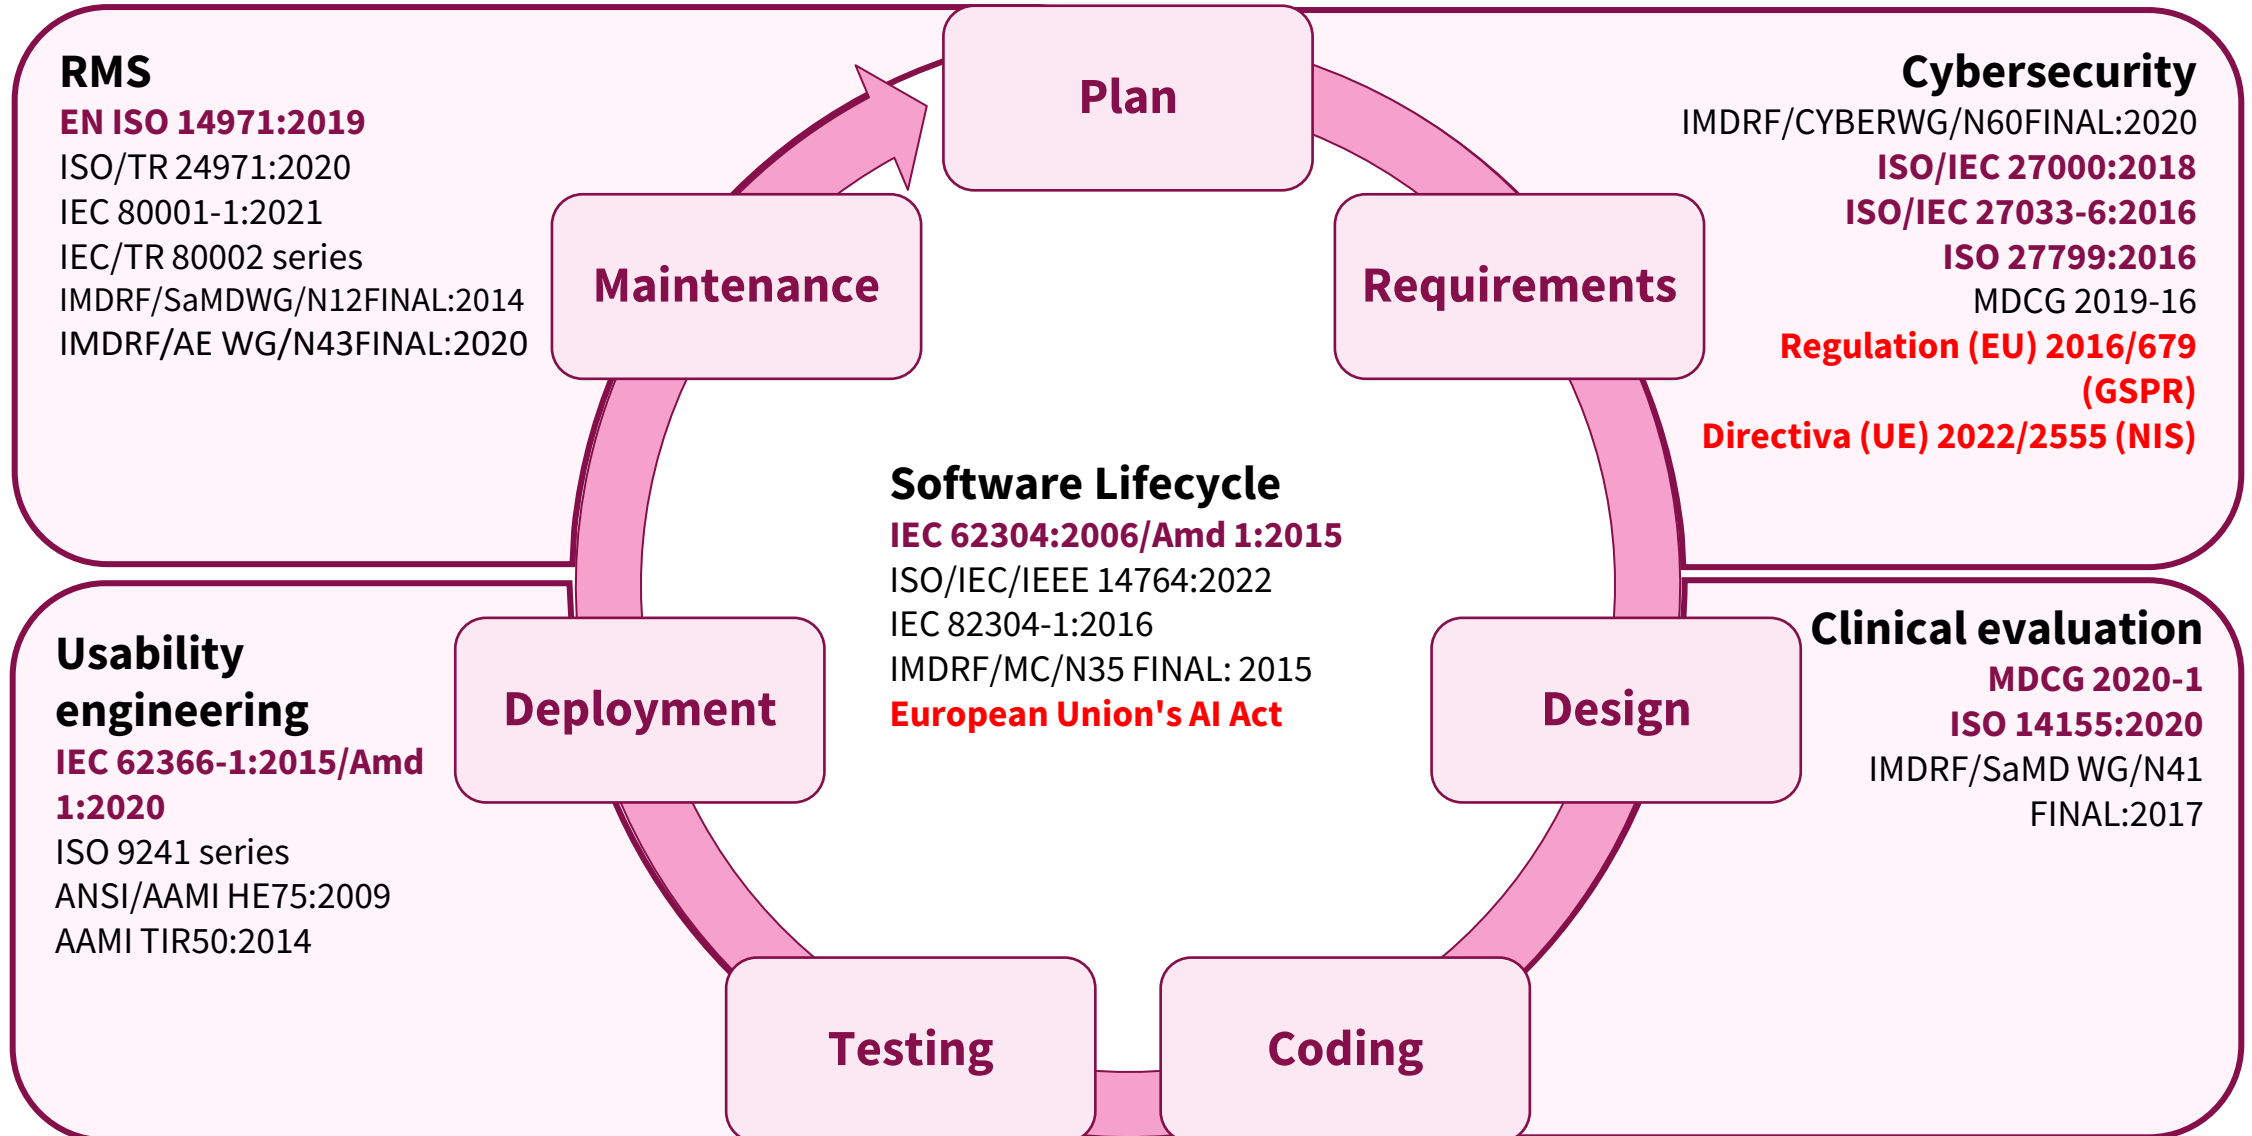 Plan
RMS
EN ISO 14971:2019
ISO/TR 24971:2020
IEC 80001-1:2021
IEC/TR 80002 series
IMDRF/SaMDWG/N12FINAL:2014
IMDRF/AE WG/N43FINAL:2020
Maintenance
Requirements
Cybersecurity
IMDRF/CYBERWG/N60FINAL:2020
ISO/IEC 27000:2018
ISO/IEC 27033-6:2016
ISO 27799:2016
MDCG 2019-16
Regulation (EU) 2016/679
(GSPR)
Directiva (UE) 2022/2555 (NIS)
Software Lifecycle
IEC 62304:2006/Amd 1:2015
ISO/IEC/IEEE 14764:2022
IEC 82304-1:2016
IMDRF/MC/N35 FINAL: 2015
European Union's AI Act
Usability
engineering
IEC 62366-1:2015/Amd
1:2020
ISO 9241 series
ANSI/AAMI HE75:2009
AAMI TIR50:2014
Deployment
Design
Clinical evaluation
MDCG 2020-1
ISO 14155:2020
IMDRF/SaMD WG/N41
FINAL:2017
Testing
Coding